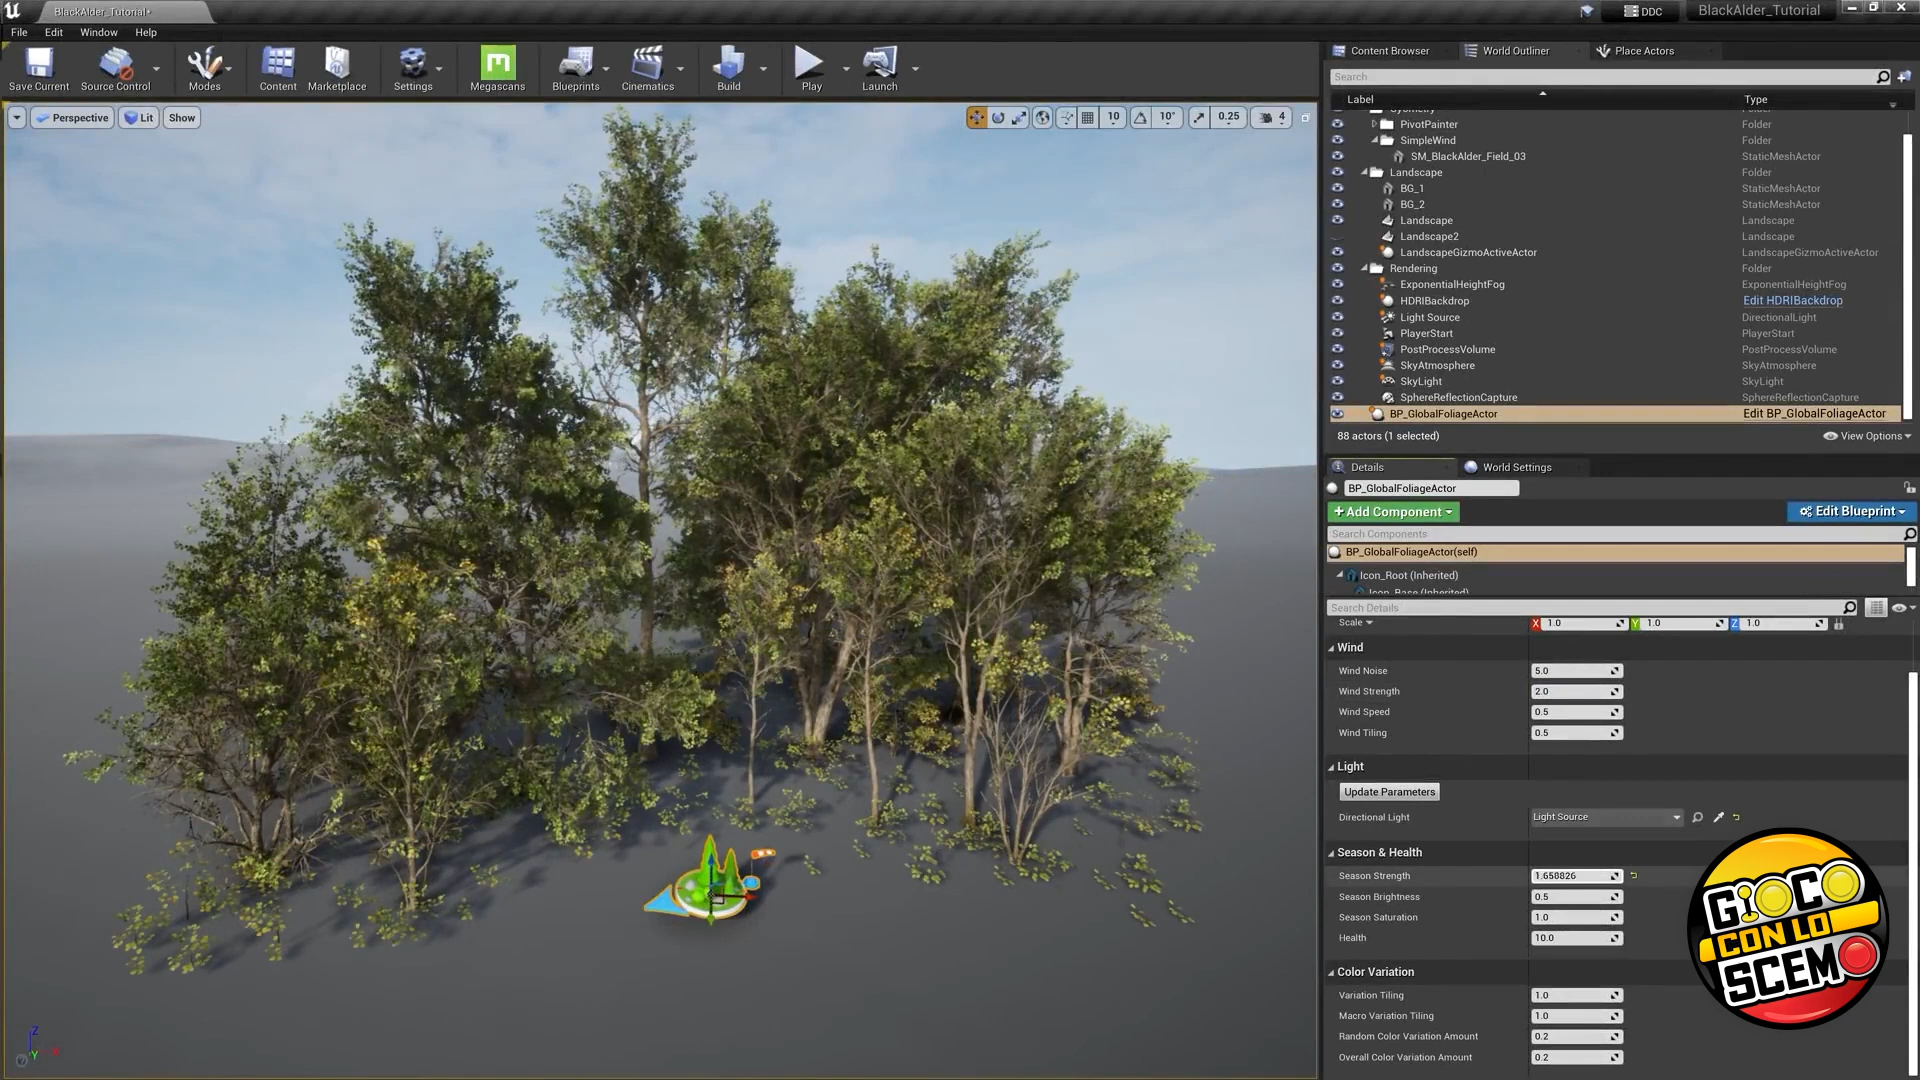 BlackAlder_Tutorial•
DDC
BlackAlder_Tutorial
File Edit Window Help
Save Current Source Control Modes Content Marketplace Settings Megascans Blueprints Cinematics Build Play Launch
Perspective Lit Show
10 10° 0.25 4
Content Browser World Outliner Place Actors
Search
Label Type
Geometry Folder
PivotPainter Folder
SimpleWind Folder
SM_BlackAlder_Field_03 StaticMeshActor
Landscape Folder
BG_1 StaticMeshActor
BG_2 StaticMeshActor
Landscape Landscape
Landscape2 Landscape
LandscapeGizmoActiveActor LandscapeGizmoActiveActor
Rendering Folder
ExponentialHeightFog ExponentialHeightFog
HDRIBackdrop Edit HDRIBackdrop
Light Source DirectionalLight
PlayerStart PlayerStart
PostProcessVolume PostProcessVolume
SkyAtmosphere SkyAtmosphere
SkyLight SkyLight
SphereReflectionCapture SphereReflectionCapture
BP_GlobalFoliageActor Edit BP_GlobalFoliageActor
88 actors (1 selected) View Options
Details World Settings
BP_GlobalFoliageActor
+Add Component Edit Blueprint
Search Components
BP_GlobalFoliageActor(self)
Icon_Root (Inherited)
Icon_Base (Inherited)
Search Details
Scale X 1.0 Y 1.0 Z 1.0
Wind
Wind Noise 5.0
Wind Strength 2.0
Wind Speed 0.5
Wind Tiling 0.5
Light
Update Parameters
Directional Light Light Source
Season & Health
Season Strength 1.658826
Season Brightness 0.5
Season Saturation 1.0
Health 10.0
Color Variation
Variation Tiling 1.0
Macro Variation Tiling 1.0
Random Color Variation Amount 0.2
Overall Color Variation Amount 0.2
GIOCO
CON LO
SCEMO
Z
Y
X